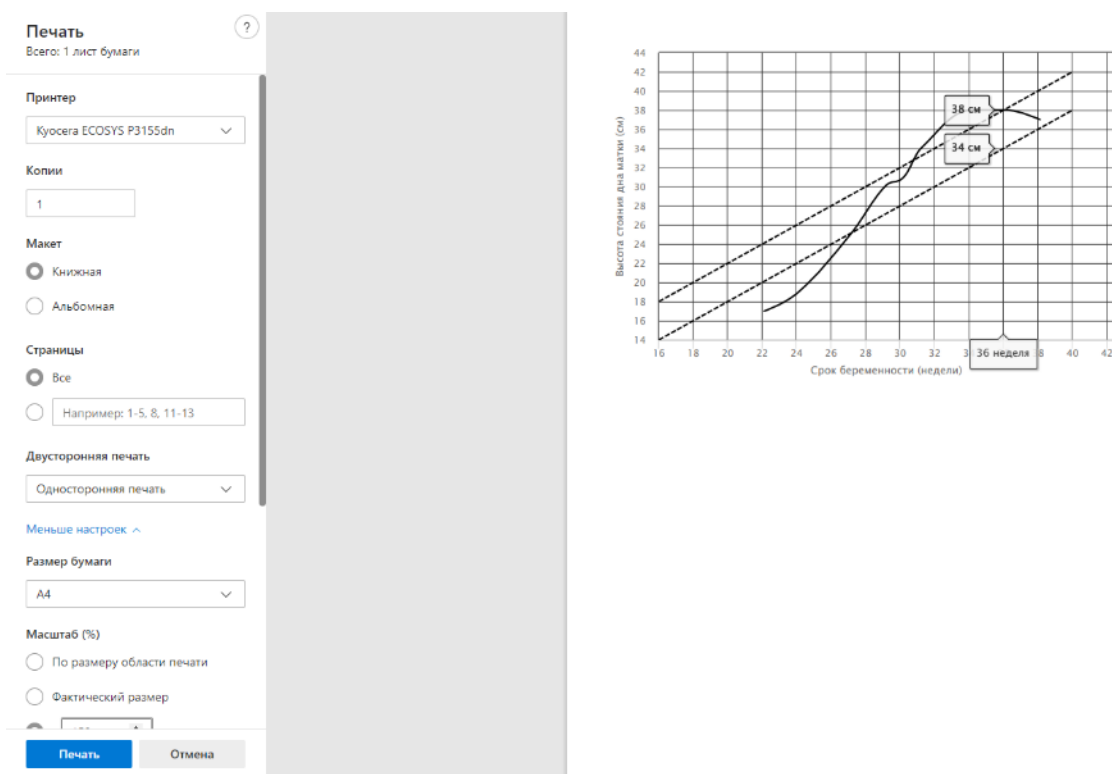 Печать
Всего: 1 лист бумаги
?
Принтер
Kyocera ECOSYS P3155dn
Копии
1
Макет
Книжная
Альбомная
Страницы
Все
Например: 1-5, 8, 11-13
Двусторонняя печать
Односторонняя печать
Меньше настроек
Размер бумаги
A4
Масштаб (%)
По размеру области печати
Фактический размер
Печать
Отмена
Высота стояния дна матки (см)
44
42
40
38
36
34
32
30
28
26
24
22
20
18
16
14
38 см
34 см
16 18 20 22 24 26 28 30 32 3 36 неделя 8 40 42
Срок беременности (недели)